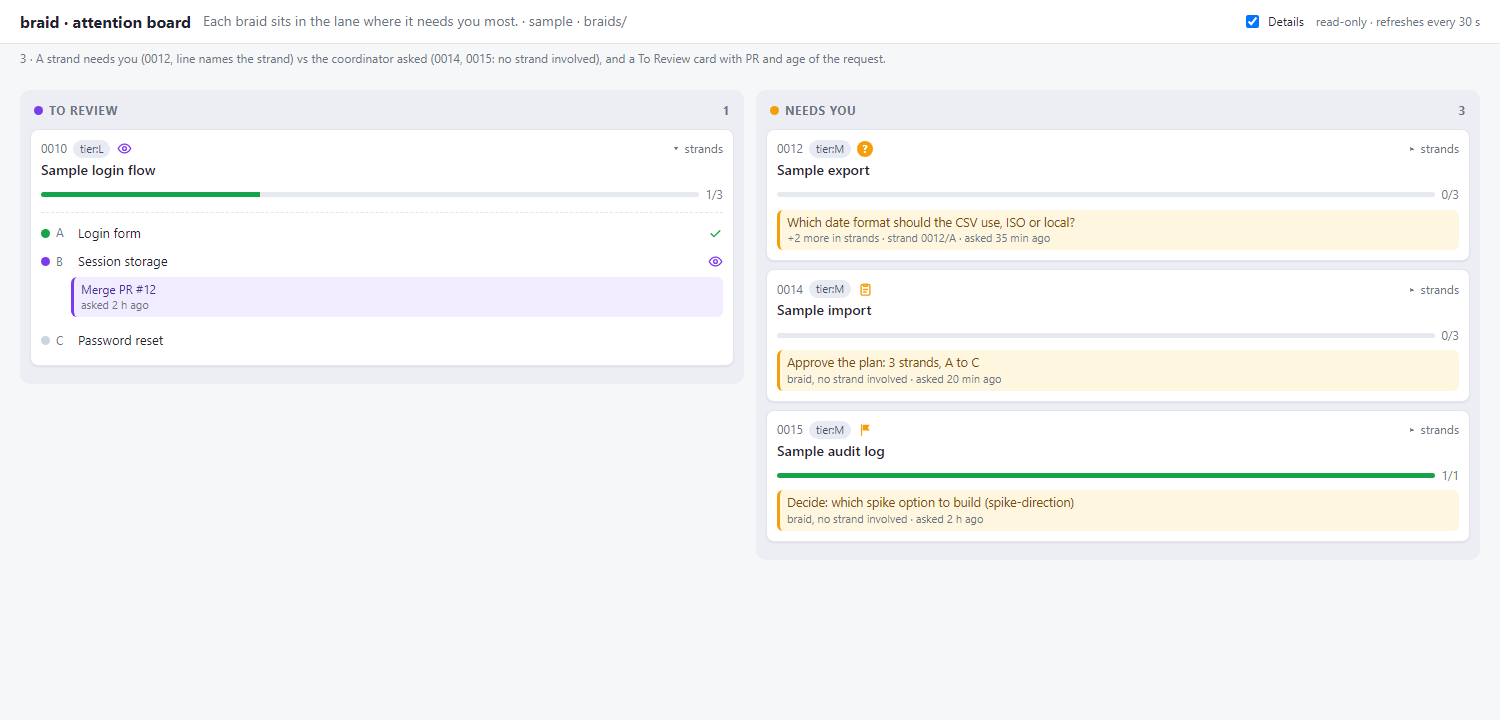 braid · attention board Each braid sits in the lane where it needs you most. · sample · braids/ Details read-only · refreshes every 30 s
3 · A strand needs you (0012, line names the strand) vs the coordinator asked (0014, 0015: no strand involved), and a To Review card with PR and age of the request.
TO REVIEW 1
0010 tier:L strands
Sample login flow
1/3
A Login form
B Session storage
Merge PR #12
asked 2 h ago
C Password reset
NEEDS YOU 3
0012 tier:M ? strands
Sample export
0/3
Which date format should the CSV use, ISO or local?
+2 more in strands · strand 0012/A · asked 35 min ago
0014 tier:M strands
Sample import
0/3
Approve the plan: 3 strands, A to C
braid, no strand involved · asked 20 min ago
0015 tier:M strands
Sample audit log
1/1
Decide: which spike option to build (spike-direction)
braid, no strand involved · asked 2 h ago